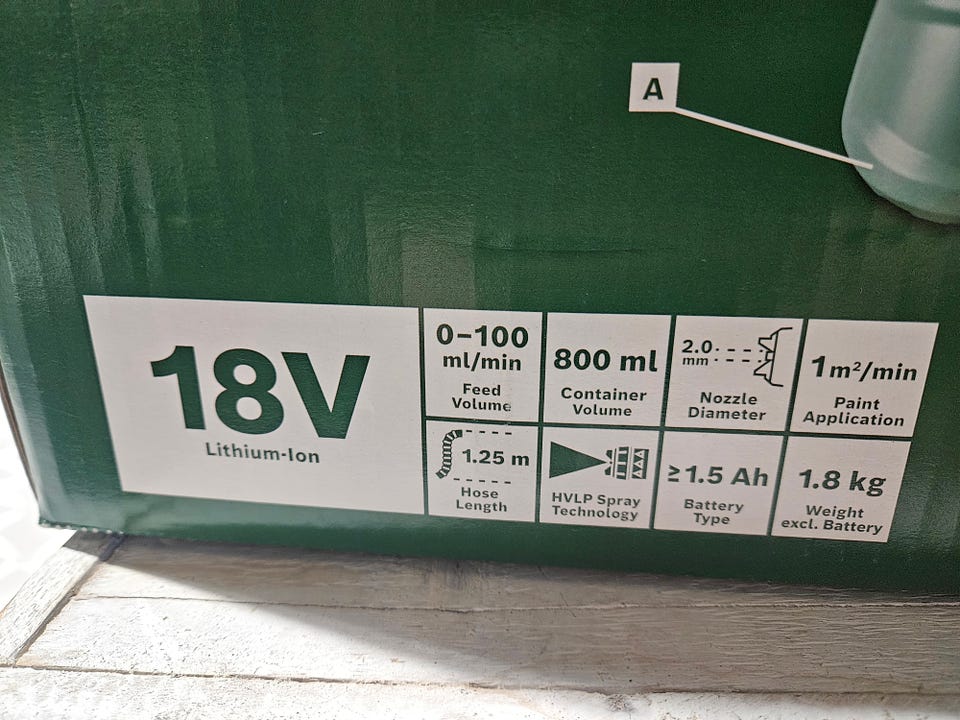 A
18V
Lithium-Ion
0–100
ml/min
Feed
Volume
800 ml
Container
Volume
2.0
mm
Nozzle
Diameter
1m²/min
Paint
Application
1.25 m
Hose
Length
HVLP Spray
Technology
≥1.5 Ah
Battery
Type
1.8 kg
Weight
excl. Battery